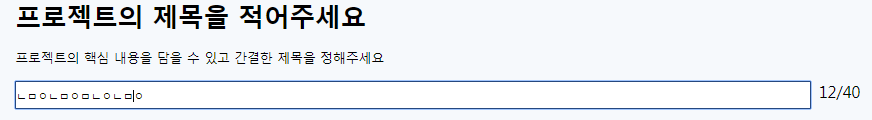 프로젝트의 제목을 적어주세요
프로젝트의 핵심 내용을 담을 수 있고 간결한 제목을 정해주세요
ㄴㅁㅇㄴㅁㅇㅁㄴㅇㄴㅁㅇ 12/40